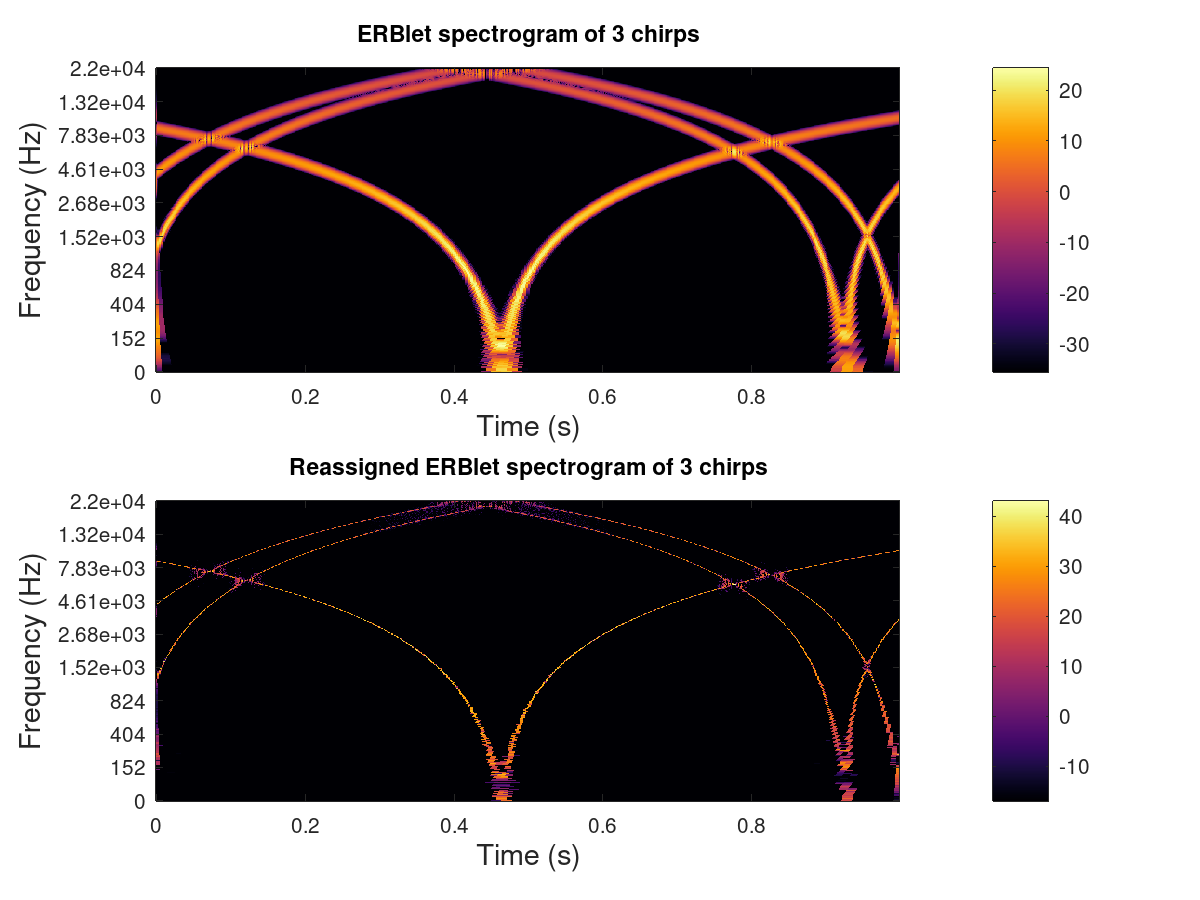 ERBlet spectrogram of 3 chirps
Frequency (Hz)
2.2e+04
1.32e+04
7.83e+03
4.61e+03
2.68e+03
1.52e+03
824
404
152
0
0
0.2
0.4
0.6
0.8
Time (s)
20
10
0
-10
-20
-30
Reassigned ERBlet spectrogram of 3 chirps
Frequency (Hz)
2.2e+04
1.32e+04
7.83e+03
4.61e+03
2.68e+03
1.52e+03
824
404
152
0
0
0.2
0.4
0.6
0.8
Time (s)
40
30
20
10
0
-10